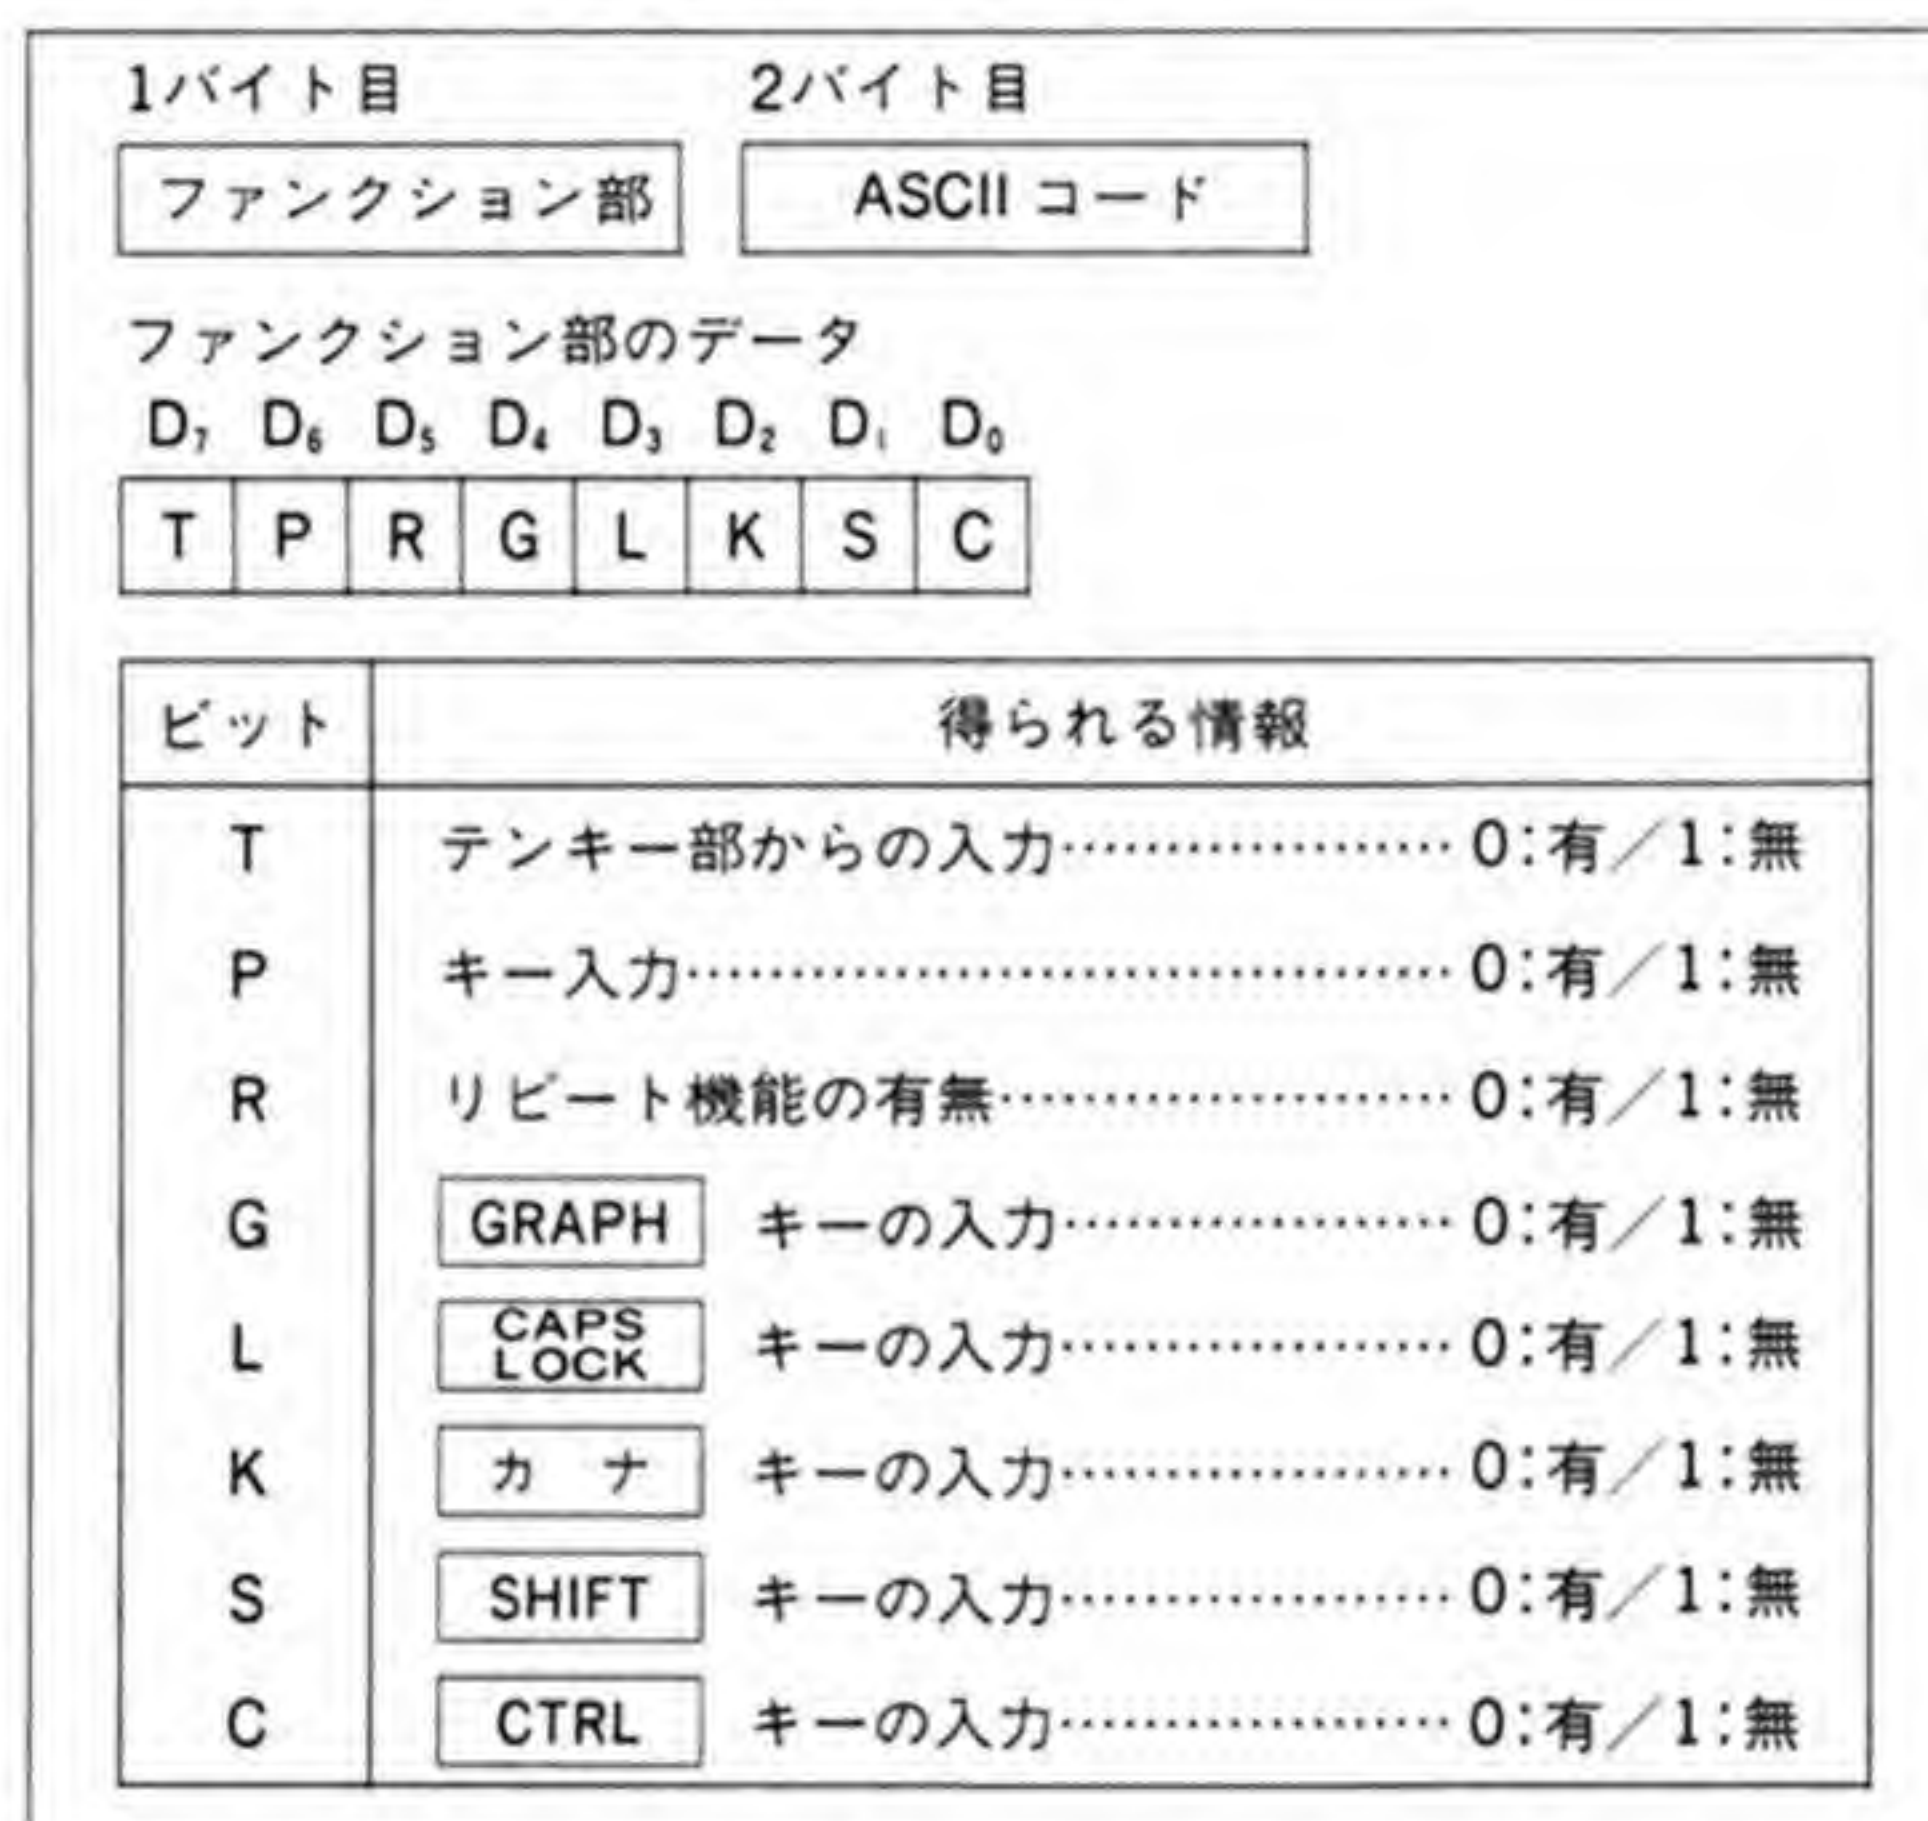 1バイト目 2バイト目
ファンクション部 ASCII コード
ファンクション部のデータ
D₇ D₆ D₅ D₄ D₃ D₂ D₁ D₀
T P R G L K S C
ビット 得られる情報
T テンキー部からの入力………………… 0:有/1:無
P キー入力………………………………… 0:有/1:無
R リピート機能の有無…………………… 0:有/1:無
G GRAPH キーの入力………………… 0:有/1:無
L CAPS LOCK キーの入力………………… 0:有/1:無
K カ ナ キーの入力………………… 0:有/1:無
S SHIFT キーの入力………………… 0:有/1:無
C CTRL キーの入力………………… 0:有/1:無